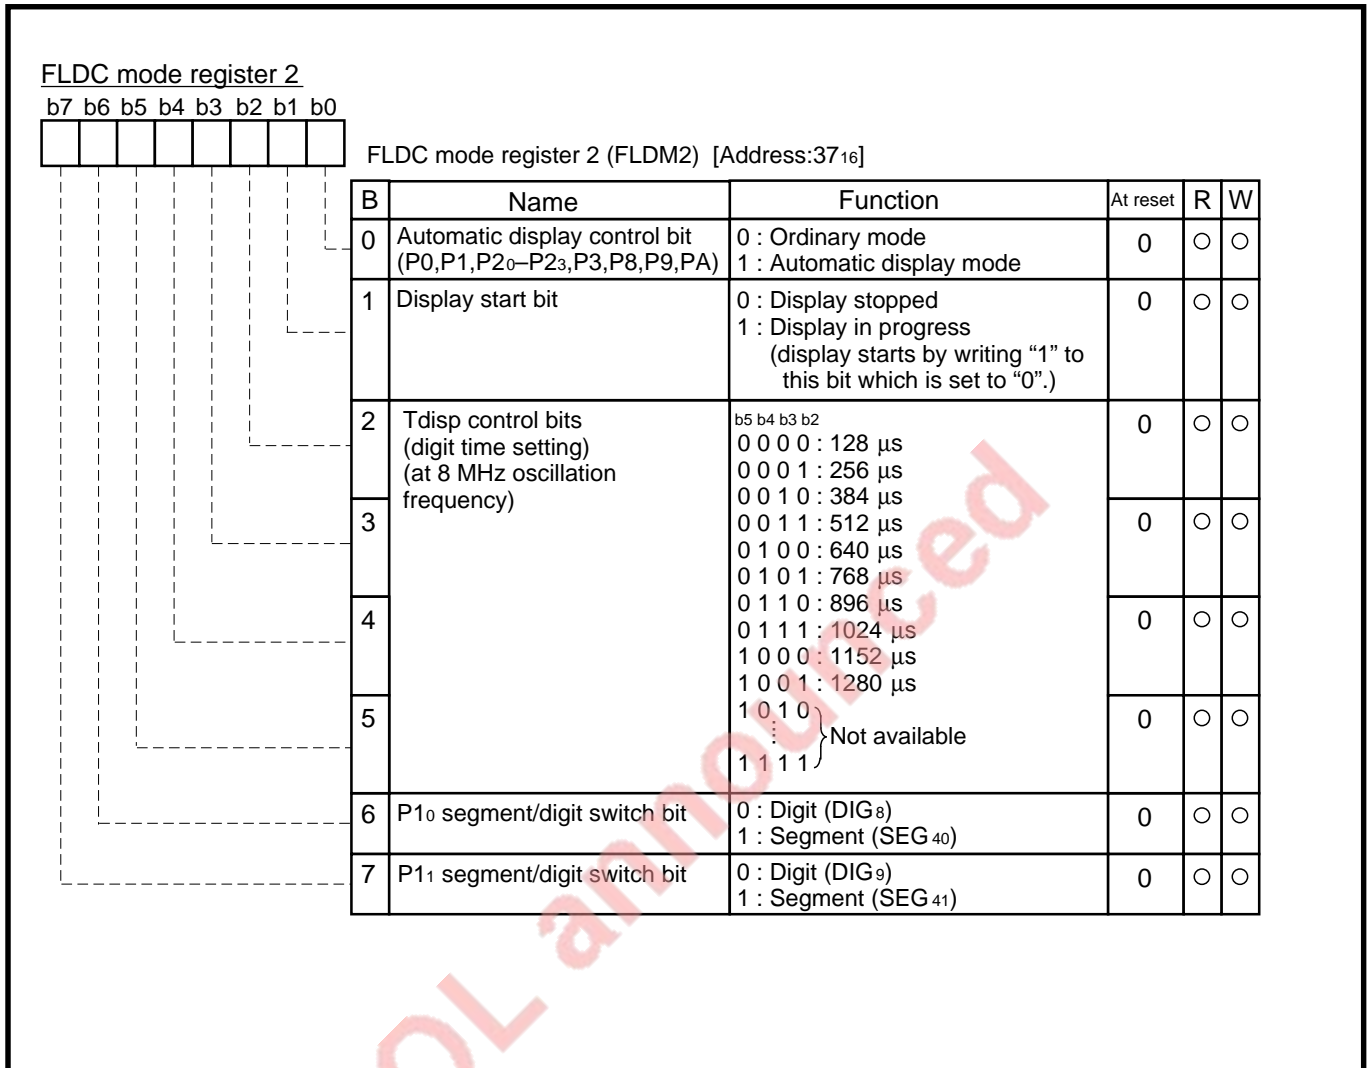 FLDC mode register 2
b7 b6 b5 b4 b3 b2 b1 b0
FLDC mode register 2 (FLDM2) [Address:3716]
B Name Function At reset R W
0 Automatic display control bit 0 : Ordinary mode 0 ○ ○
(P0,P1,P20–P23,P3,P8,P9,PA) 1 : Automatic display mode
1 Display start bit 0 : Display stopped 0 ○ ○
1 : Display in progress
(display starts by writing “1” to
this bit which is set to “0”.)
2 Tdisp control bits b5 b4 b3 b2 0 ○ ○
(digit time setting) 0 0 0 0 : 128 μs
(at 8 MHz oscillation 0 0 0 1 : 256 μs
frequency) 0 0 1 0 : 384 μs
3 0 0 1 1 : 512 μs 0 ○ ○
0 1 0 0 : 640 μs
0 1 0 1 : 768 μs
0 1 1 0 : 896 μs
4 0 1 1 1 : 1024 μs 0 ○ ○
1 0 0 0 : 1152 μs
1 0 0 1 : 1280 μs
5 1 0 1 0 0 ○ ○
⋮ Not available
1 1 1 1
6 P10 segment/digit switch bit 0 : Digit (DIG8) 0 ○ ○
1 : Segment (SEG40)
7 P11 segment/digit switch bit 0 : Digit (DIG9) 0 ○ ○
1 : Segment (SEG41)
OL announced